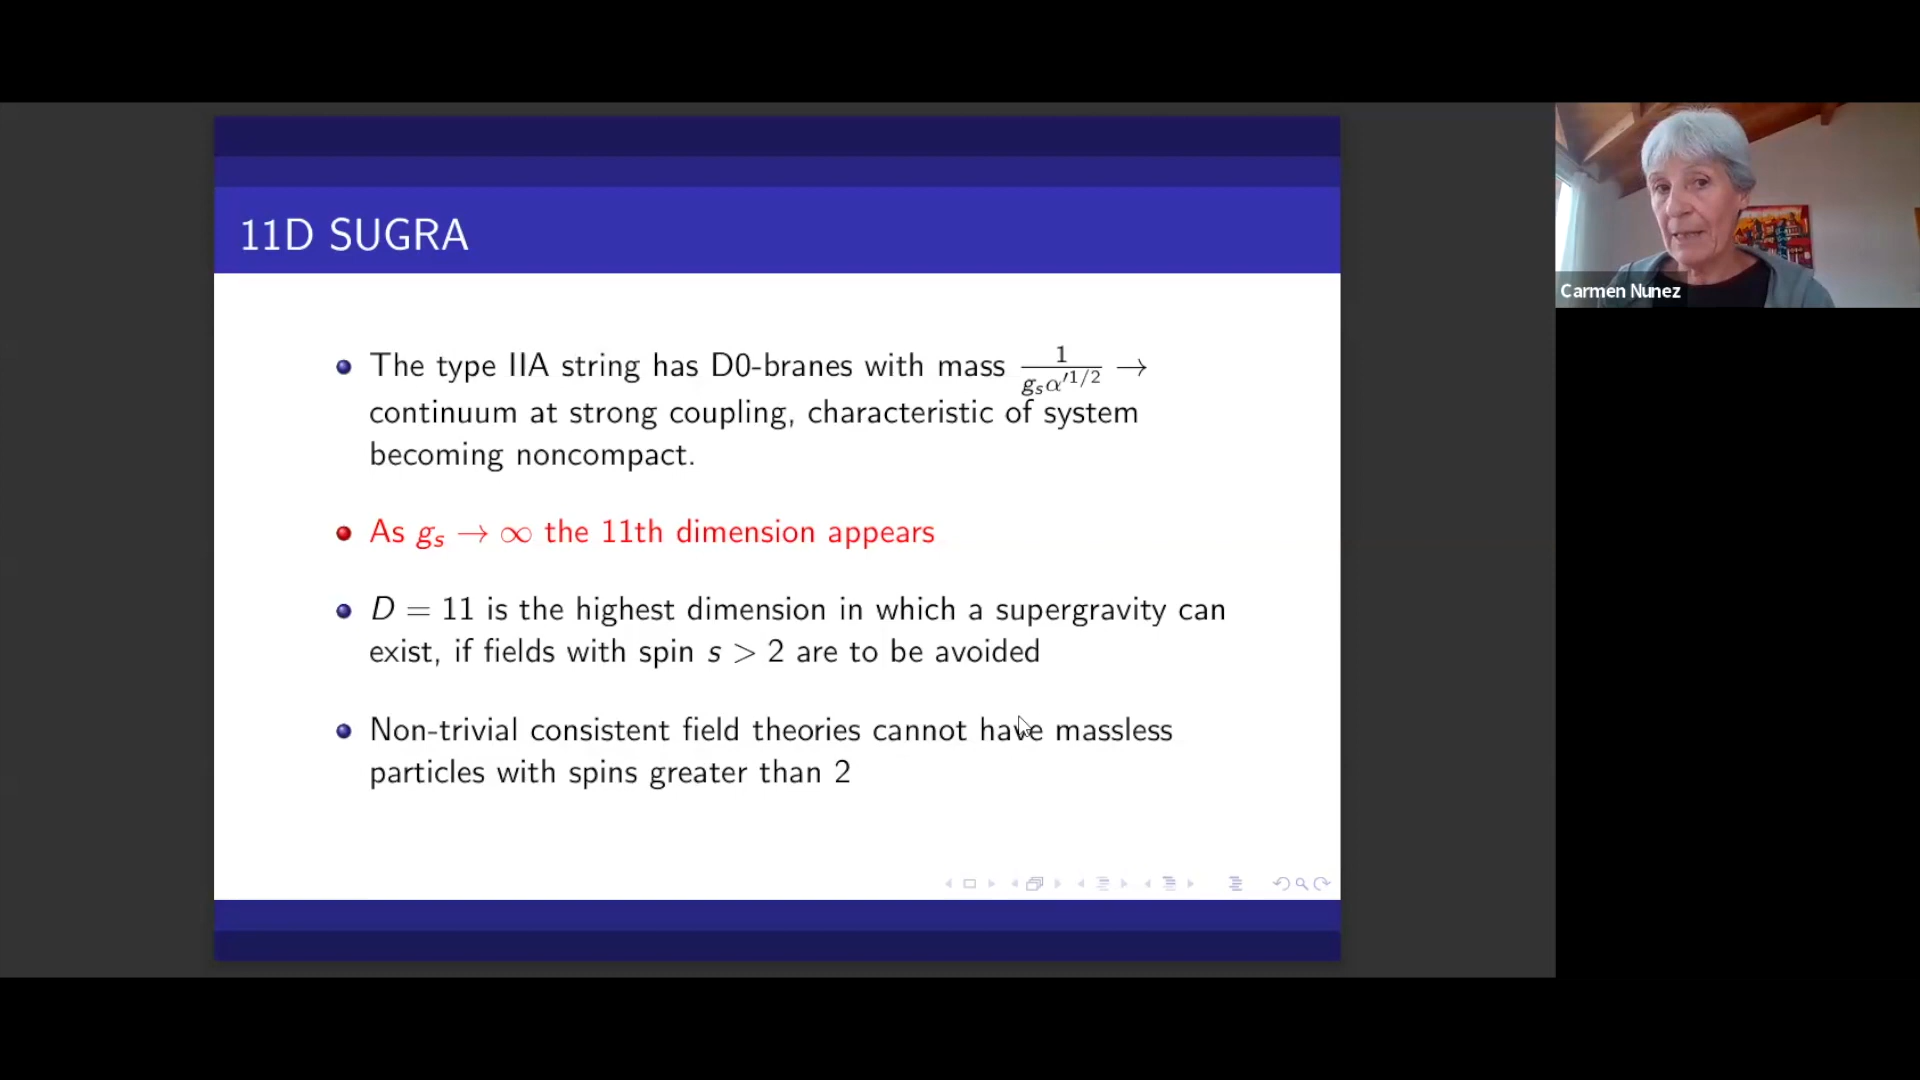 11D SUGRA
Carmen Nunez
• The type IIA string has D0-branes with mass $\frac{1}{g_s \alpha'^{1/2}}$ →
continuum at strong coupling, characteristic of system
becoming noncompact.
• As $g_s$ → ∞ the 11th dimension appears
• D = 11 is the highest dimension in which a supergravity can
exist, if fields with spin s > 2 are to be avoided
• Non-trivial consistent field theories cannot have massless
particles with spins greater than 2